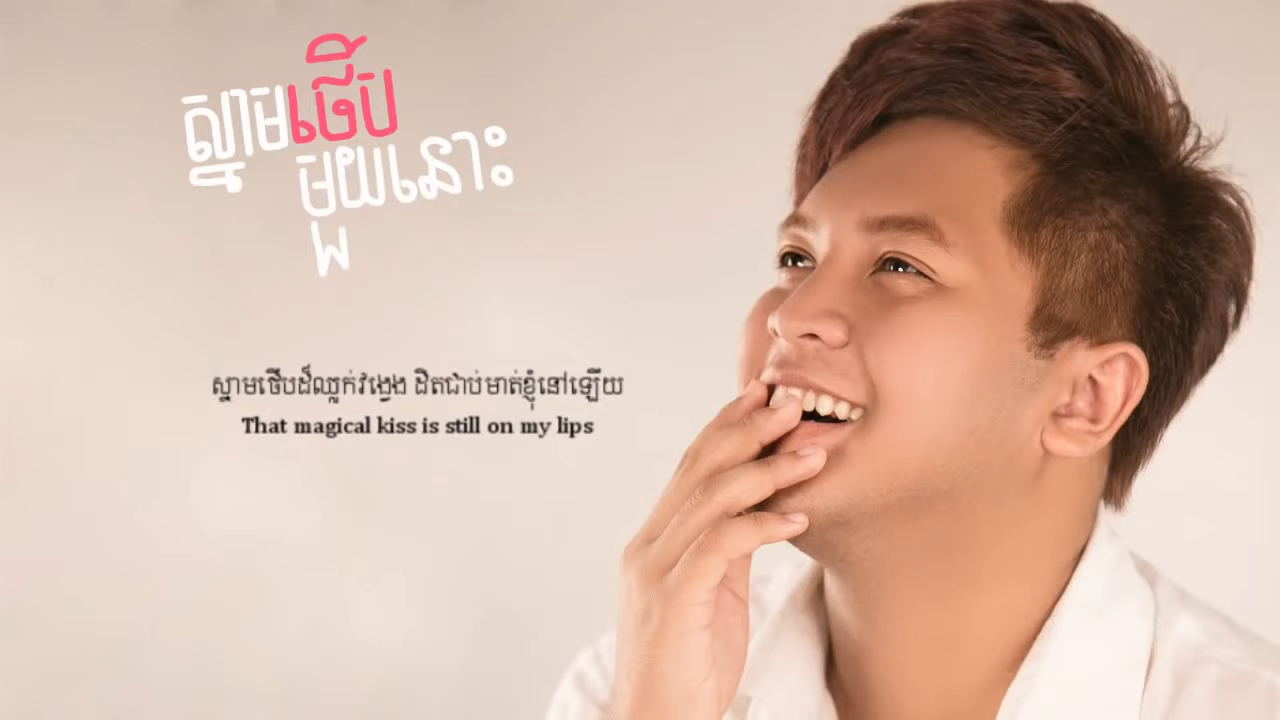 ស្នាមថើប
មួយនោះ
ស្នាមថើបដ៏ឈ្លក់វង្វេង ដិតជាប់មាត់ខ្ញុំនៅឡើយ
That magical kiss is still on my lips